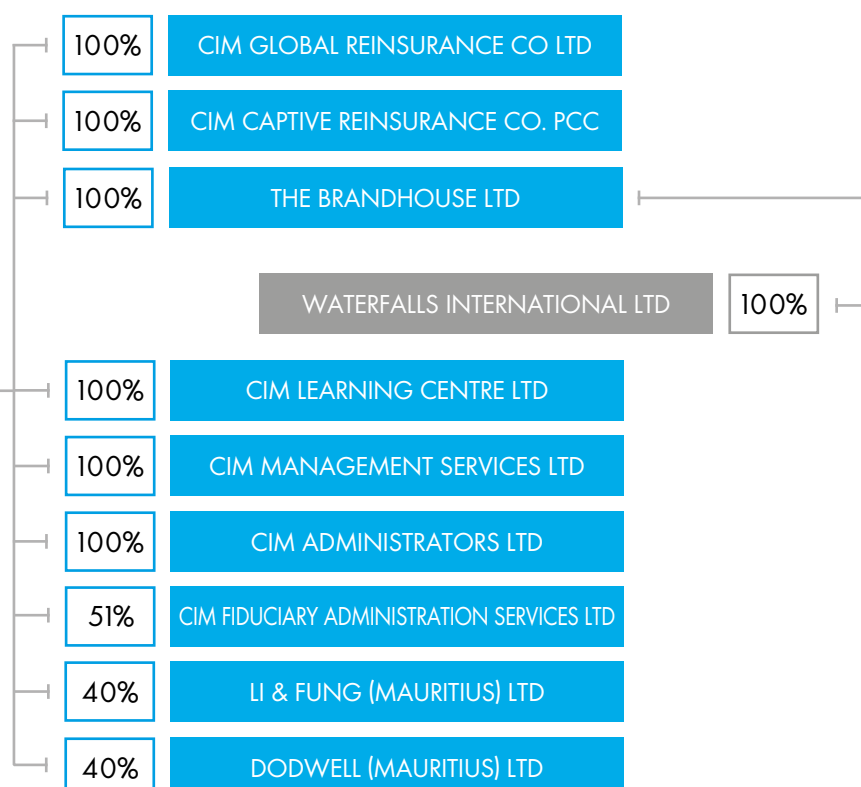 100% CIM GLOBAL REINSURANCE CO LTD
100% CIM CAPTIVE REINSURANCE CO. PCC
100% THE BRANDHOUSE LTD
WATERFALLS INTERNATIONAL LTD 100%
100% CIM LEARNING CENTRE LTD
100% CIM MANAGEMENT SERVICES LTD
100% CIM ADMINISTRATORS LTD
51% CIM FIDUCIARY ADMINISTRATION SERVICES LTD
40% LI & FUNG (MAURITIUS) LTD
40% DODWELL (MAURITIUS) LTD